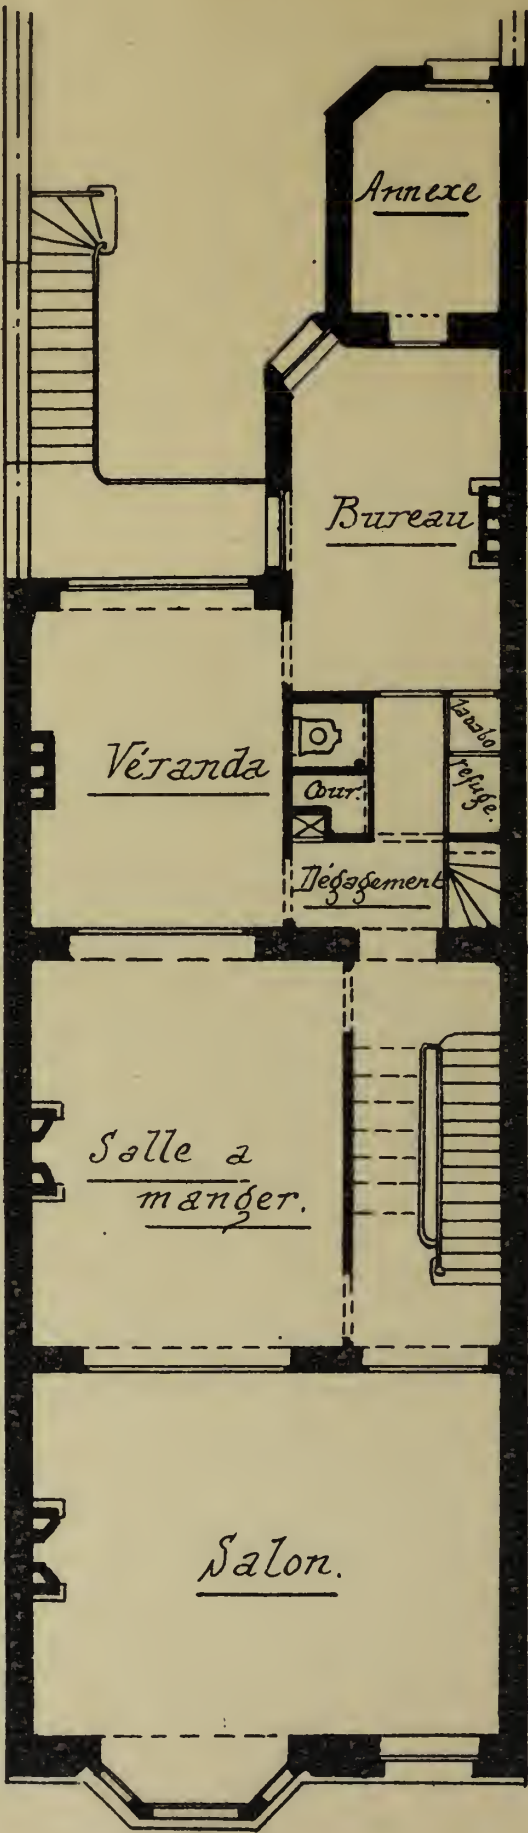 Annexe
Bureau
Lavabo
refuge.
Véranda
Cour.
Dégagement
Salle a
manger.
Salon.